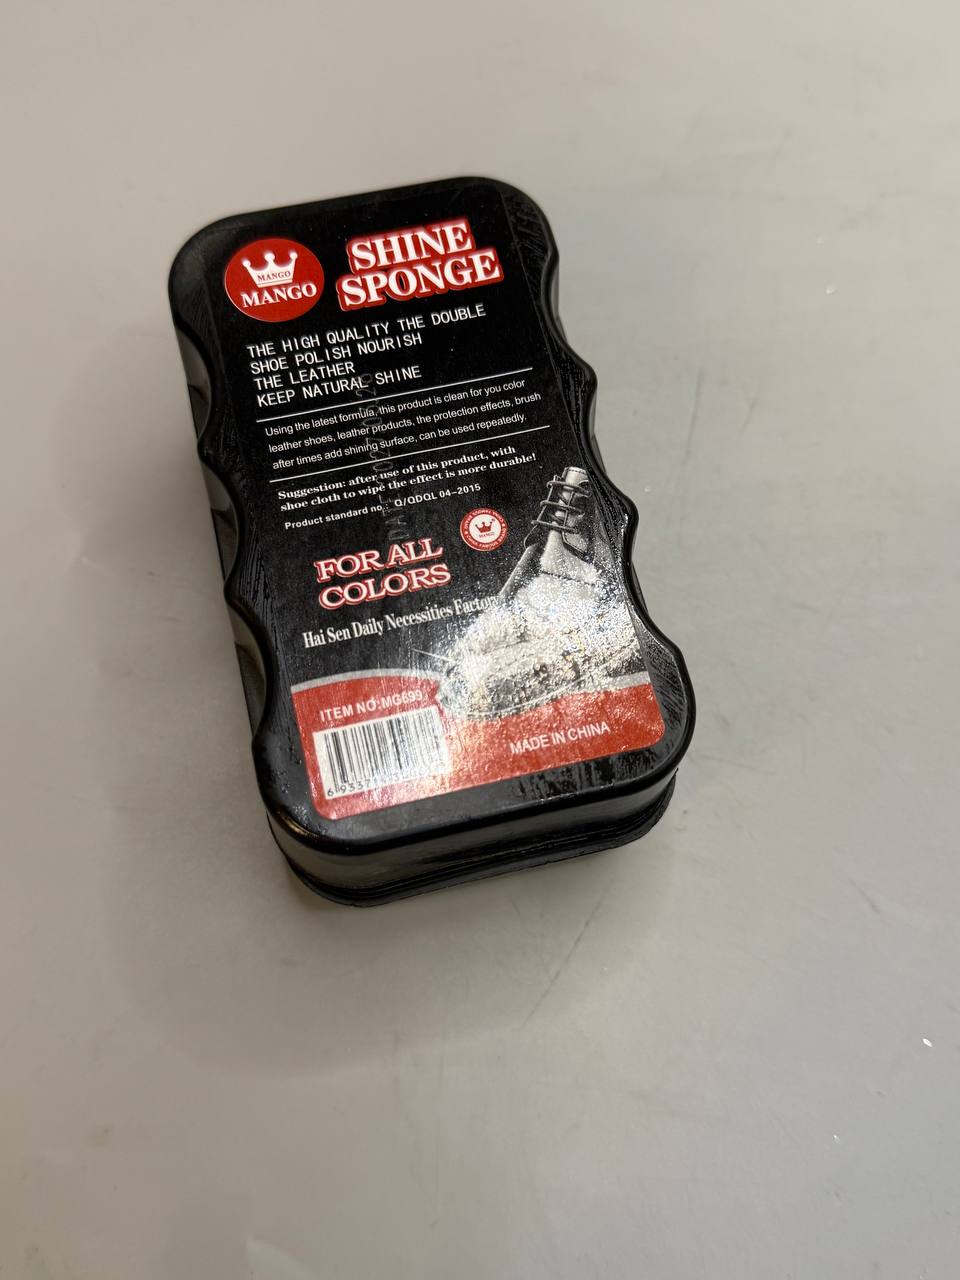 MANGO
MANGO
SHINE
SPONGE
THE HIGH QUALITY THE DOUBLE
SHOE POLISH NOURISH
THE LEATHER
KEEP NATURAL SHINE
Using the latest formula, this product is clean for you color
leather shoes, leather products, the protection effects, brush
after times add shining surface, can be used repeatedly.
Suggestion: after use of this product, with
shoe cloth to wipe the effect is more durable!
Product standard no.: Q/QDQL 04-2015
MANGO
FOR ALL
COLORS
Hai Sen Daily Necessities Factory
ITEM NO:MG699
MADE IN CHINA